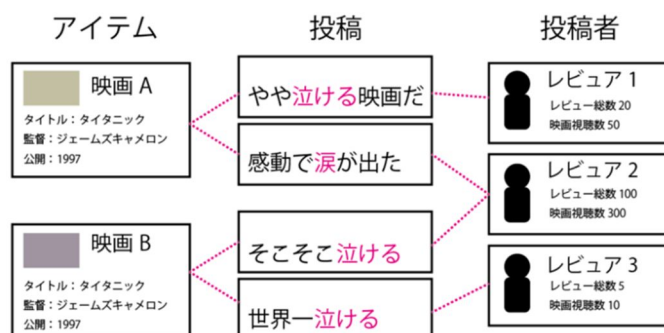 アイテム
投稿
投稿者
映画 A
タイトル：タイタニック
監督：ジェームズキャメロン
公開：1997
やや泣ける映画だ
感動で涙が出た
レビュア 1
レビュー総数 20
映画視聴数 50
レビュア 2
レビュー総数 100
映画視聴数 300
映画 B
タイトル：タイタニック
監督：ジェームズキャメロン
公開：1997
そこそこ泣ける
世界一泣ける
レビュア 3
レビュー総数 5
映画視聴数 10